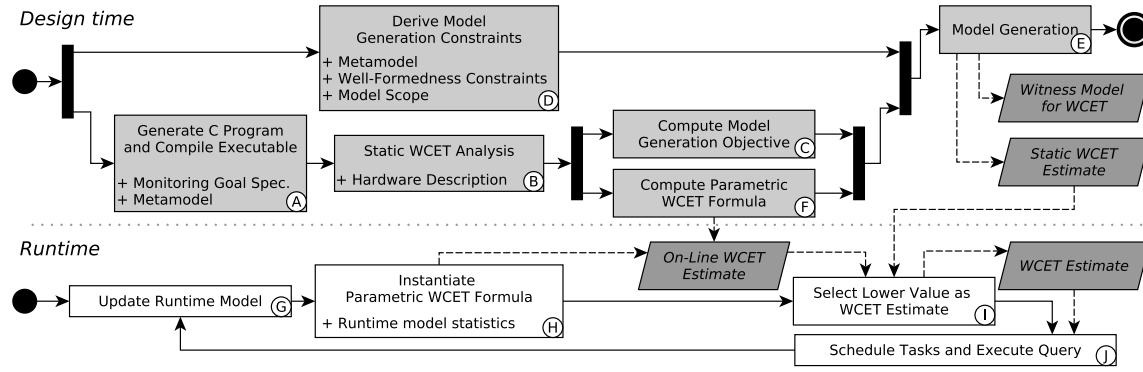 Design time
Derive Model
Generation Constraints
+ Metamodel
+ Well-Formedness Constraints
+ Model Scope
D
Model Generation
E
Witness Model
for WCET
Generate C Program
and Compile Executable
+ Monitoring Goal Spec.
+ Metamodel
A
Static WCET Analysis
+ Hardware Description
B
Compute Model
Generation Objective
C
Compute Parametric
WCET Formula
F
Static WCET
Estimate
Runtime
Update Runtime Model
G
Instantiate
Parametric WCET Formula
+ Runtime model statistics
H
On-Line WCET
Estimate
Select Lower Value as
WCET Estimate
I
WCET Estimate
Schedule Tasks and Execute Query
J